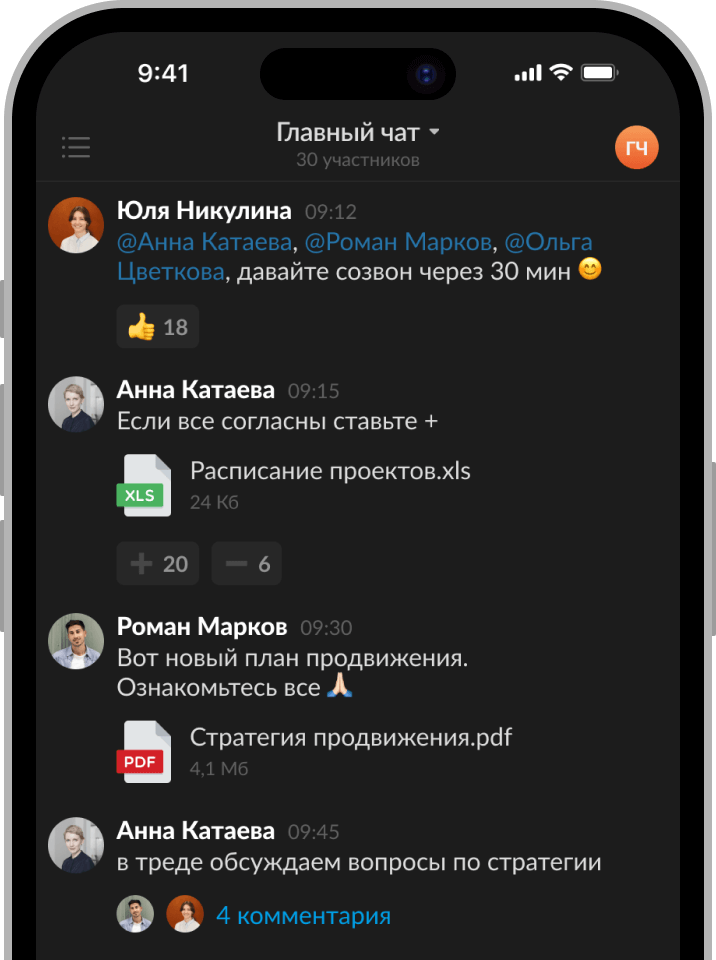 9:41
Главный чат
30 участников
ГЧ
Юля Никулина 09:12
@Анна Катаева, @Роман Марков, @Ольга
Цветкова, давайте созвон через 30 мин 😊
👍 18
Анна Катаева 09:15
Если все согласны ставьте +
Расписание проектов.xls
XLS
24 Кб
+ 20 − 6
Роман Марков 09:30
Вот новый план продвижения.
Ознакомьтесь все 🙏🏻
Стратегия продвижения.pdf
PDF
4,1 Мб
Анна Катаева 09:45
в треде обсуждаем вопросы по стратегии
4 комментария